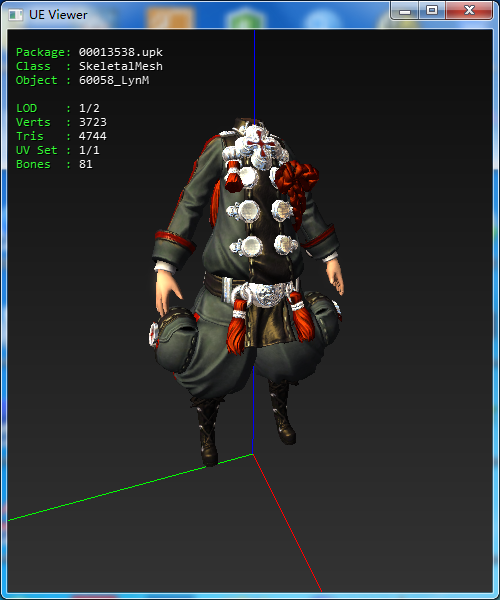 UE Viewer
Package: 00013538.upk
Class : SkeletalMesh
Object : 60058_LynM
LOD : 1/2
Verts : 3723
Tris : 4744
UV Set : 1/1
Bones : 81